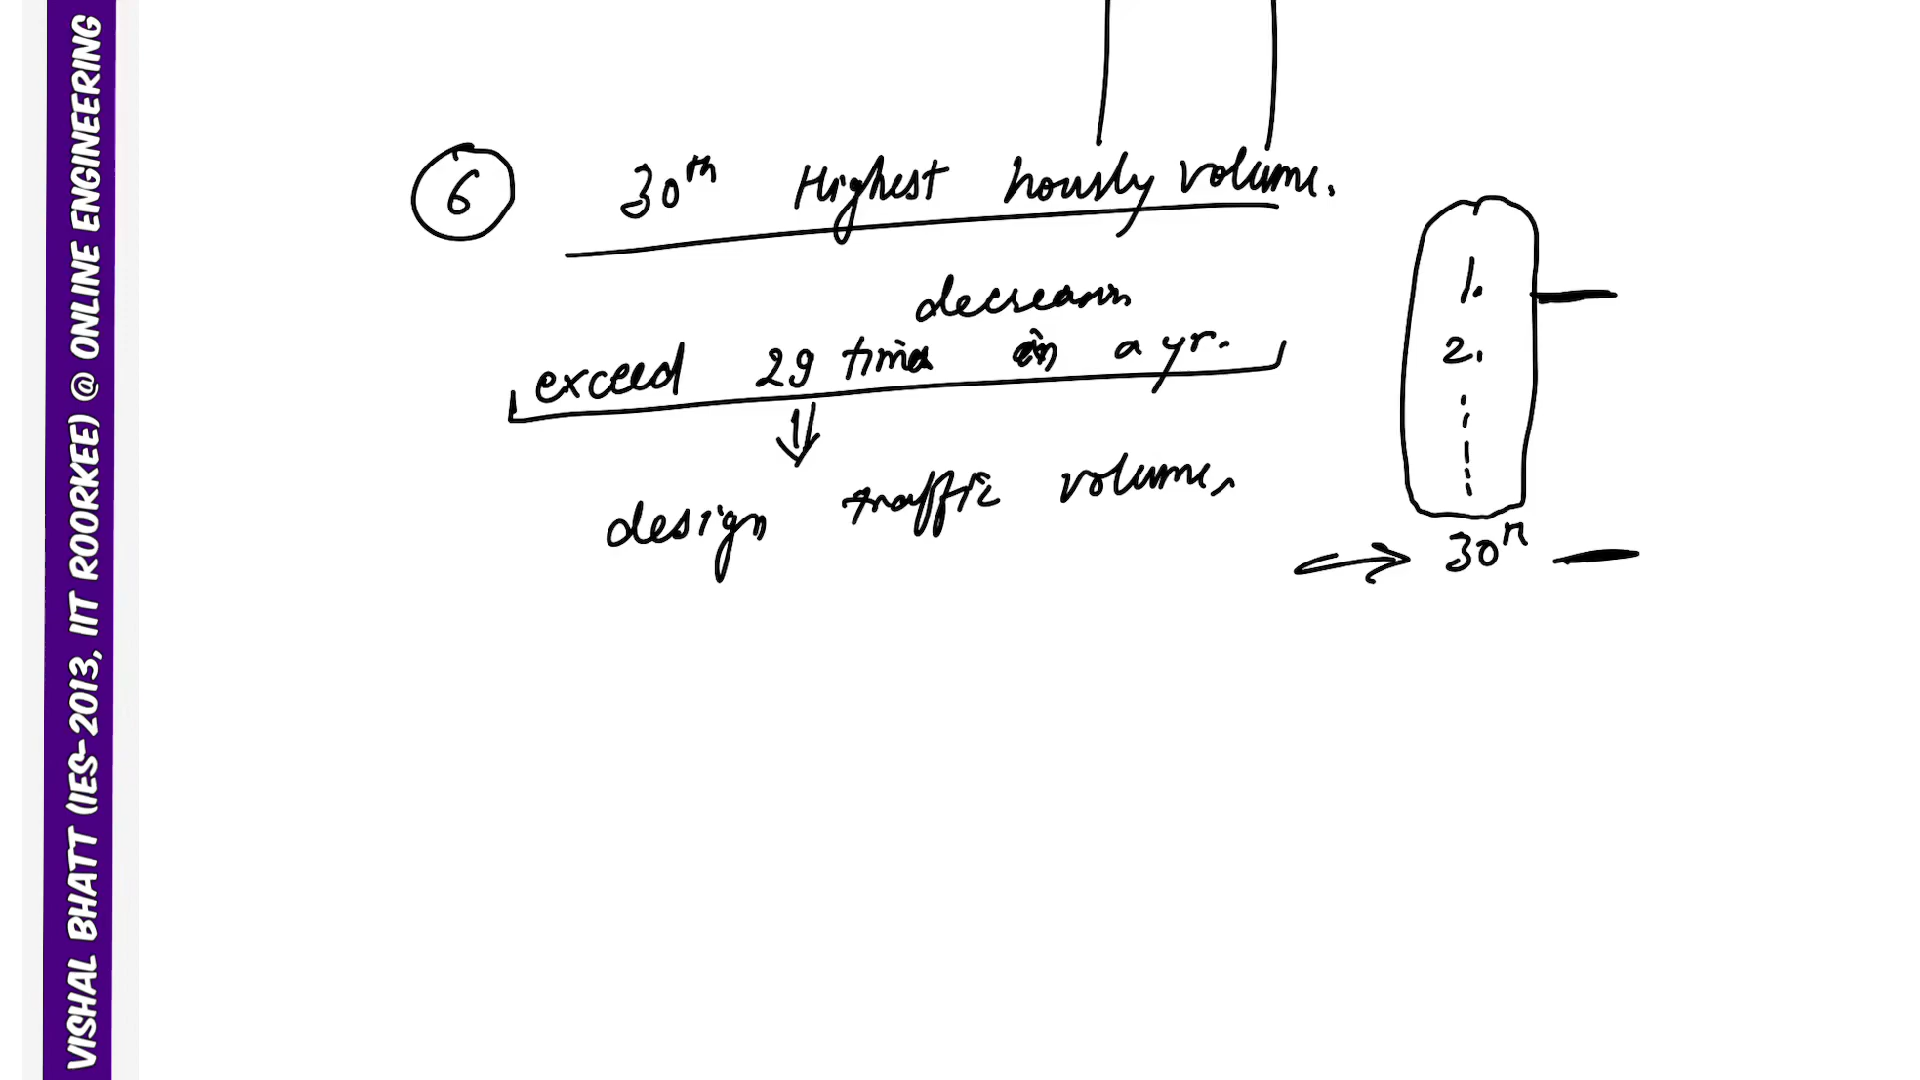 VISHAL BHATT (IES-2013, IIT ROORKEE) @ ONLINE ENGINEERING
6 30th Highest hourly volume.
decreasing
exceed 29 times in a yr.
design traffic volume,
1.
2.
30th